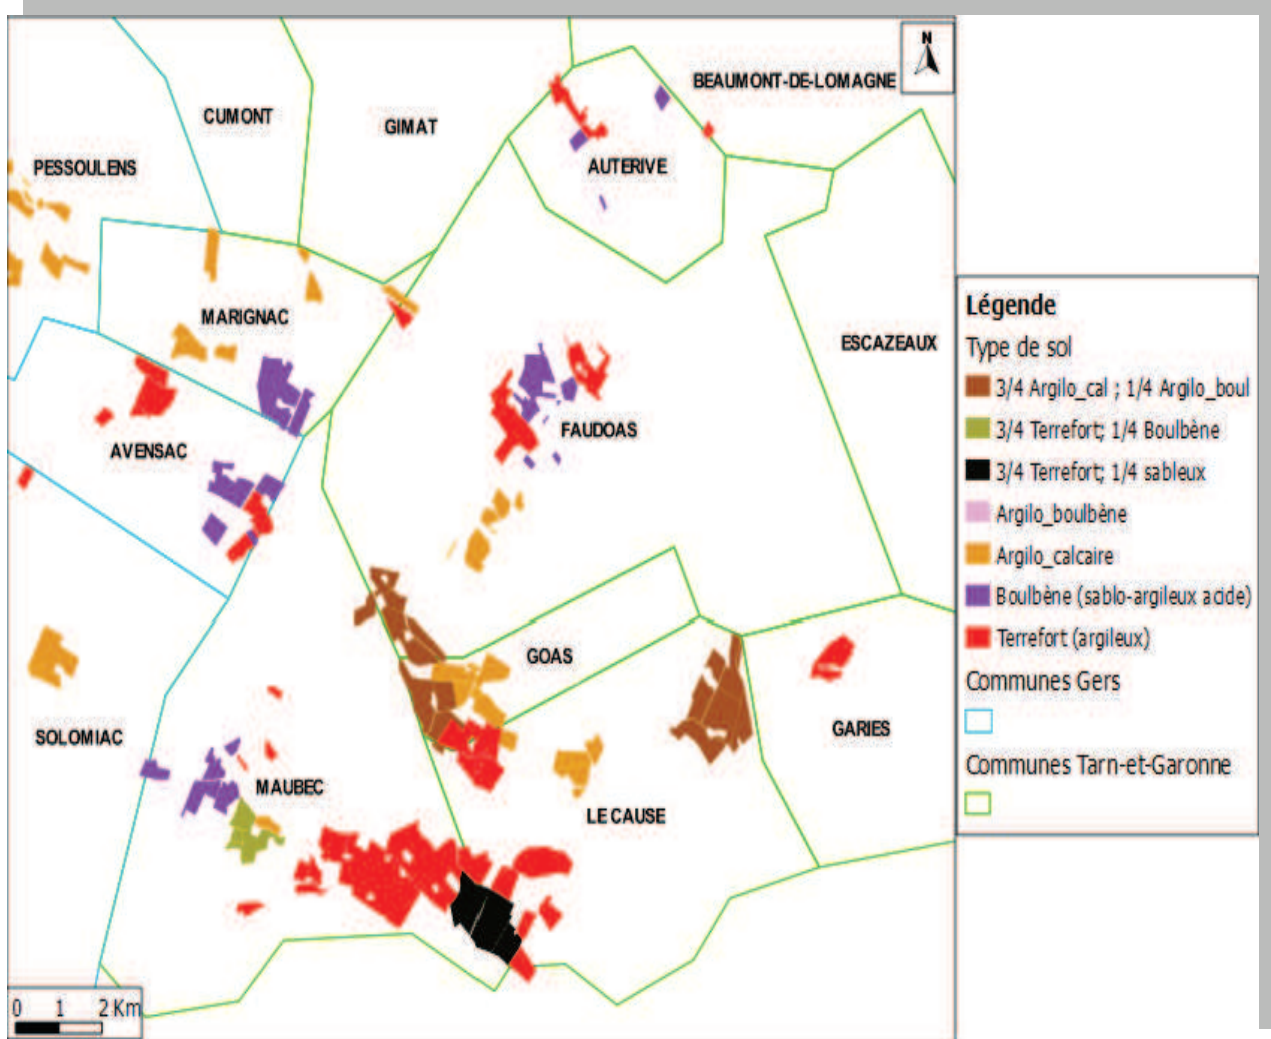 N
BEAUMONT-DE-LOMAGNE
CUMONT
GIMAT
PESSOULENS
AUTERIVE
MARIGNAC
ESCAZEAUX
FAUDOAS
AVENSAC
GOAS
SOLOMIAC
GARIES
MAUBEC
LE CAUSE
0 1 2 Km
Légende
Type de sol
3/4 Argilo_cal ; 1/4 Argilo_boul
3/4 Terrefort; 1/4 Boulbène
3/4 Terrefort; 1/4 sableux
Argilo_boulbène
Argilo_calcaire
Boulbène (sablo-argileux acide)
Terrefort (argileux)
Communes Gers
Communes Tarn-et-Garonne